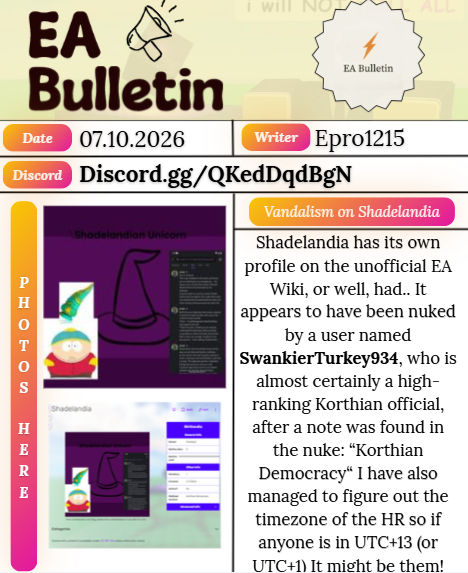 i will NOT ALL
EA
Bulletin
EA Bulletin
Date 07.10.2026
Writer Epro1215
Discord Discord.gg/QKedDqdBgN
PHOTOS HERE
Shadelandian Unicorn
Shadelandia
Vandalism on Shadelandia
Shadelandia has its own
profile on the unofficial EA
Wiki, or well, had.. It
appears to have been nuked
by a user named
SwankierTurkey934, who is
almost certainly a high-
ranking Korthian official,
after a note was found in
the nuke: “Korthian
Democracy“ I have also
managed to figure out the
timezone of the HR so if
anyone is in UTC+13 (or
UTC+1) It might be them!